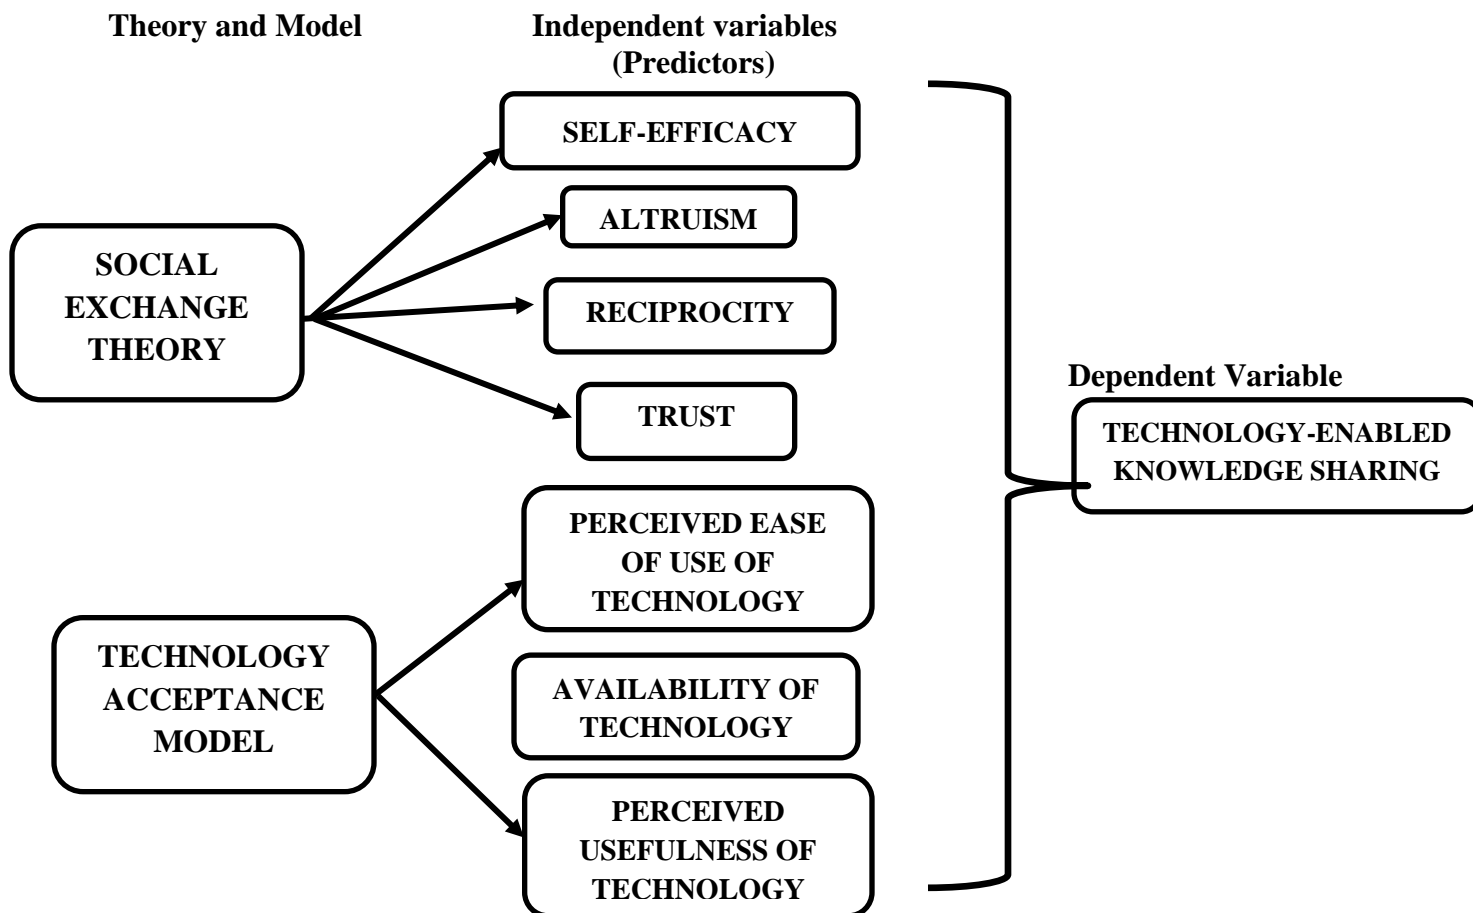 Theory and Model
Independent variables
(Predictors)
SELF-EFFICACY
ALTRUISM
SOCIAL
EXCHANGE
THEORY
RECIPROCITY
TRUST
Dependent Variable
TECHNOLOGY-ENABLED
KNOWLEDGE SHARING
PERCEIVED EASE
OF USE OF
TECHNOLOGY
TECHNOLOGY
ACCEPTANCE
MODEL
AVAILABILITY OF
TECHNOLOGY
PERCEIVED
USEFULNESS OF
TECHNOLOGY